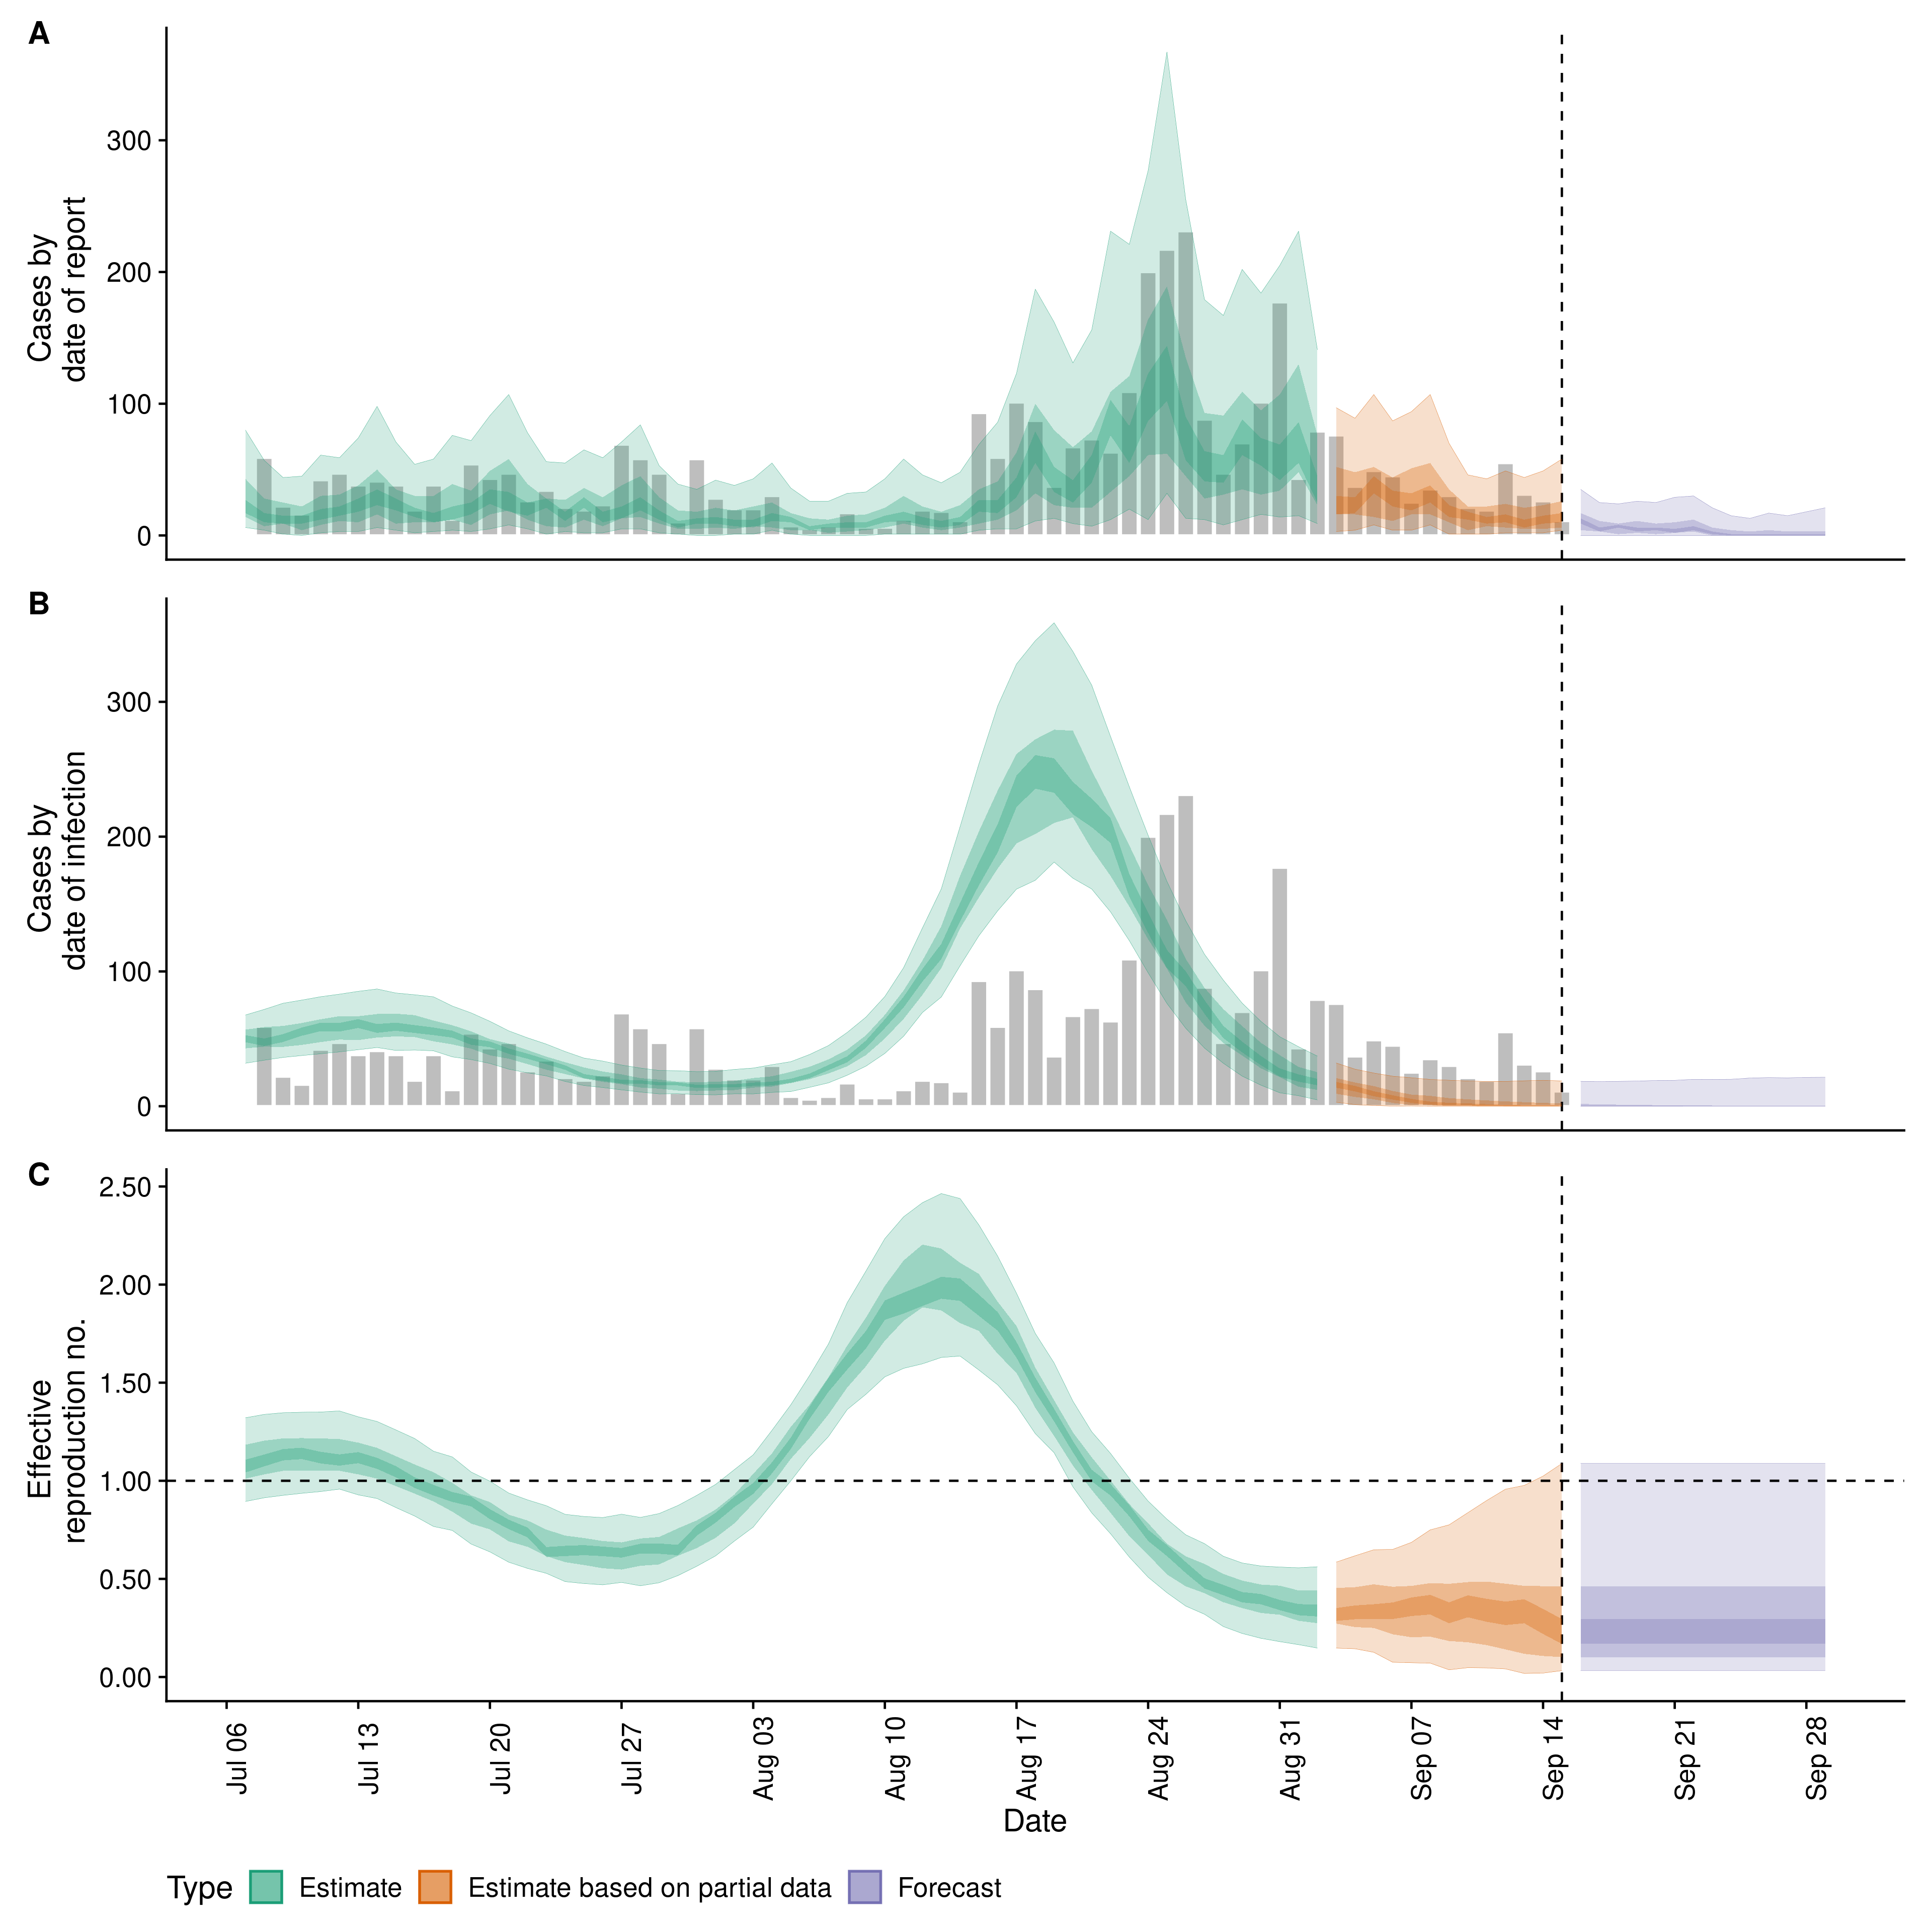 A
Cases by
date of report
300
200
100
0
B
Cases by
date of infection
300
200
100
0
C
Effective
reproduction no.
2.50
2.00
1.50
1.00
0.50
0.00
Jul 06
Jul 13
Jul 20
Jul 27
Aug 03
Aug 10
Aug 17
Aug 24
Aug 31
Sep 07
Sep 14
Sep 21
Sep 28
Date
Type Estimate Estimate based on partial data Forecast